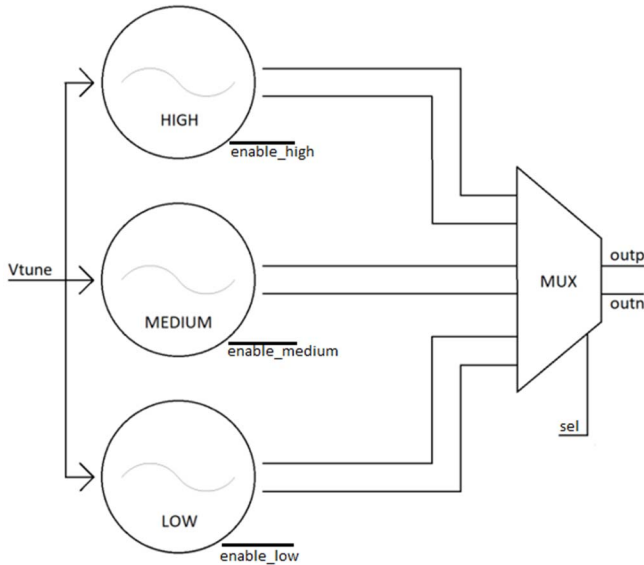 HIGH
enable_high
Vtune
MEDIUM
enable_medium
MUX
outp
outn
sel
LOW
enable_low